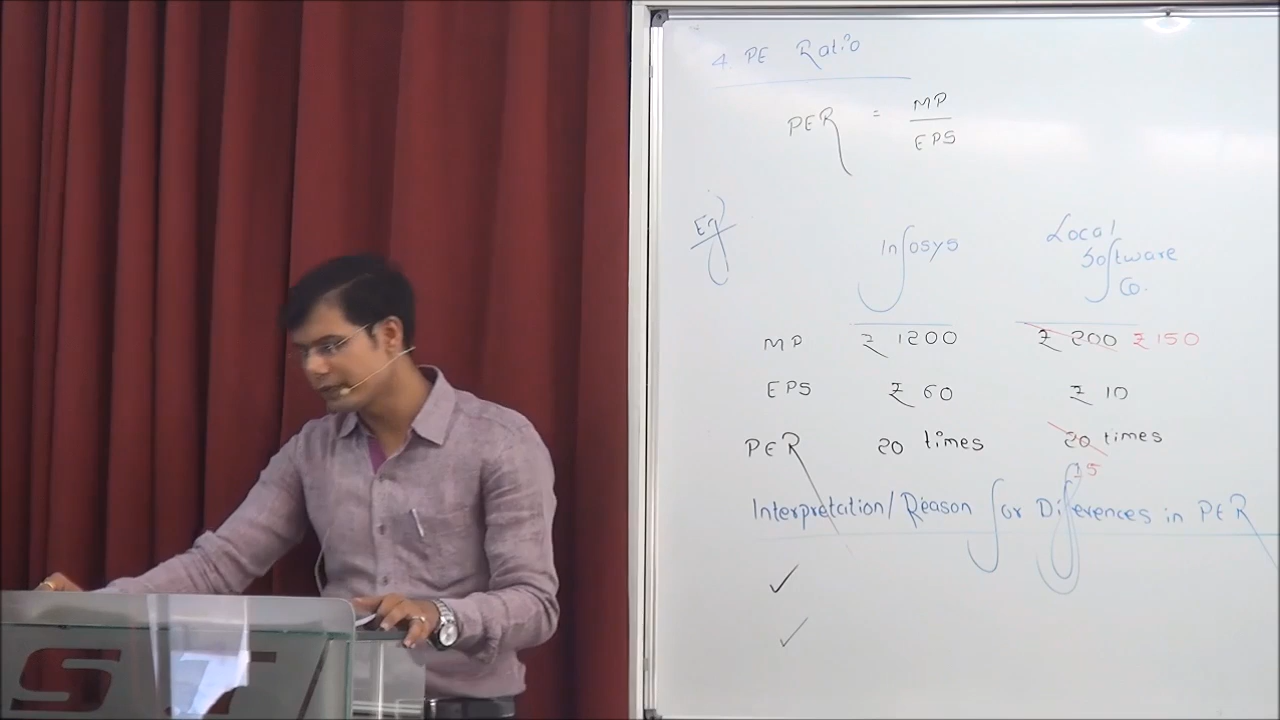 4. PE Ratio
PER = MP
EPS
Eg
Infosys
Local
Software
Co.
MP ₹ 1200 ₹ 200 ₹ 150
EPS ₹ 60 ₹ 10
PER 20 times 20 times
15
Interpretation/Reason for Differences in PER
✓
✓